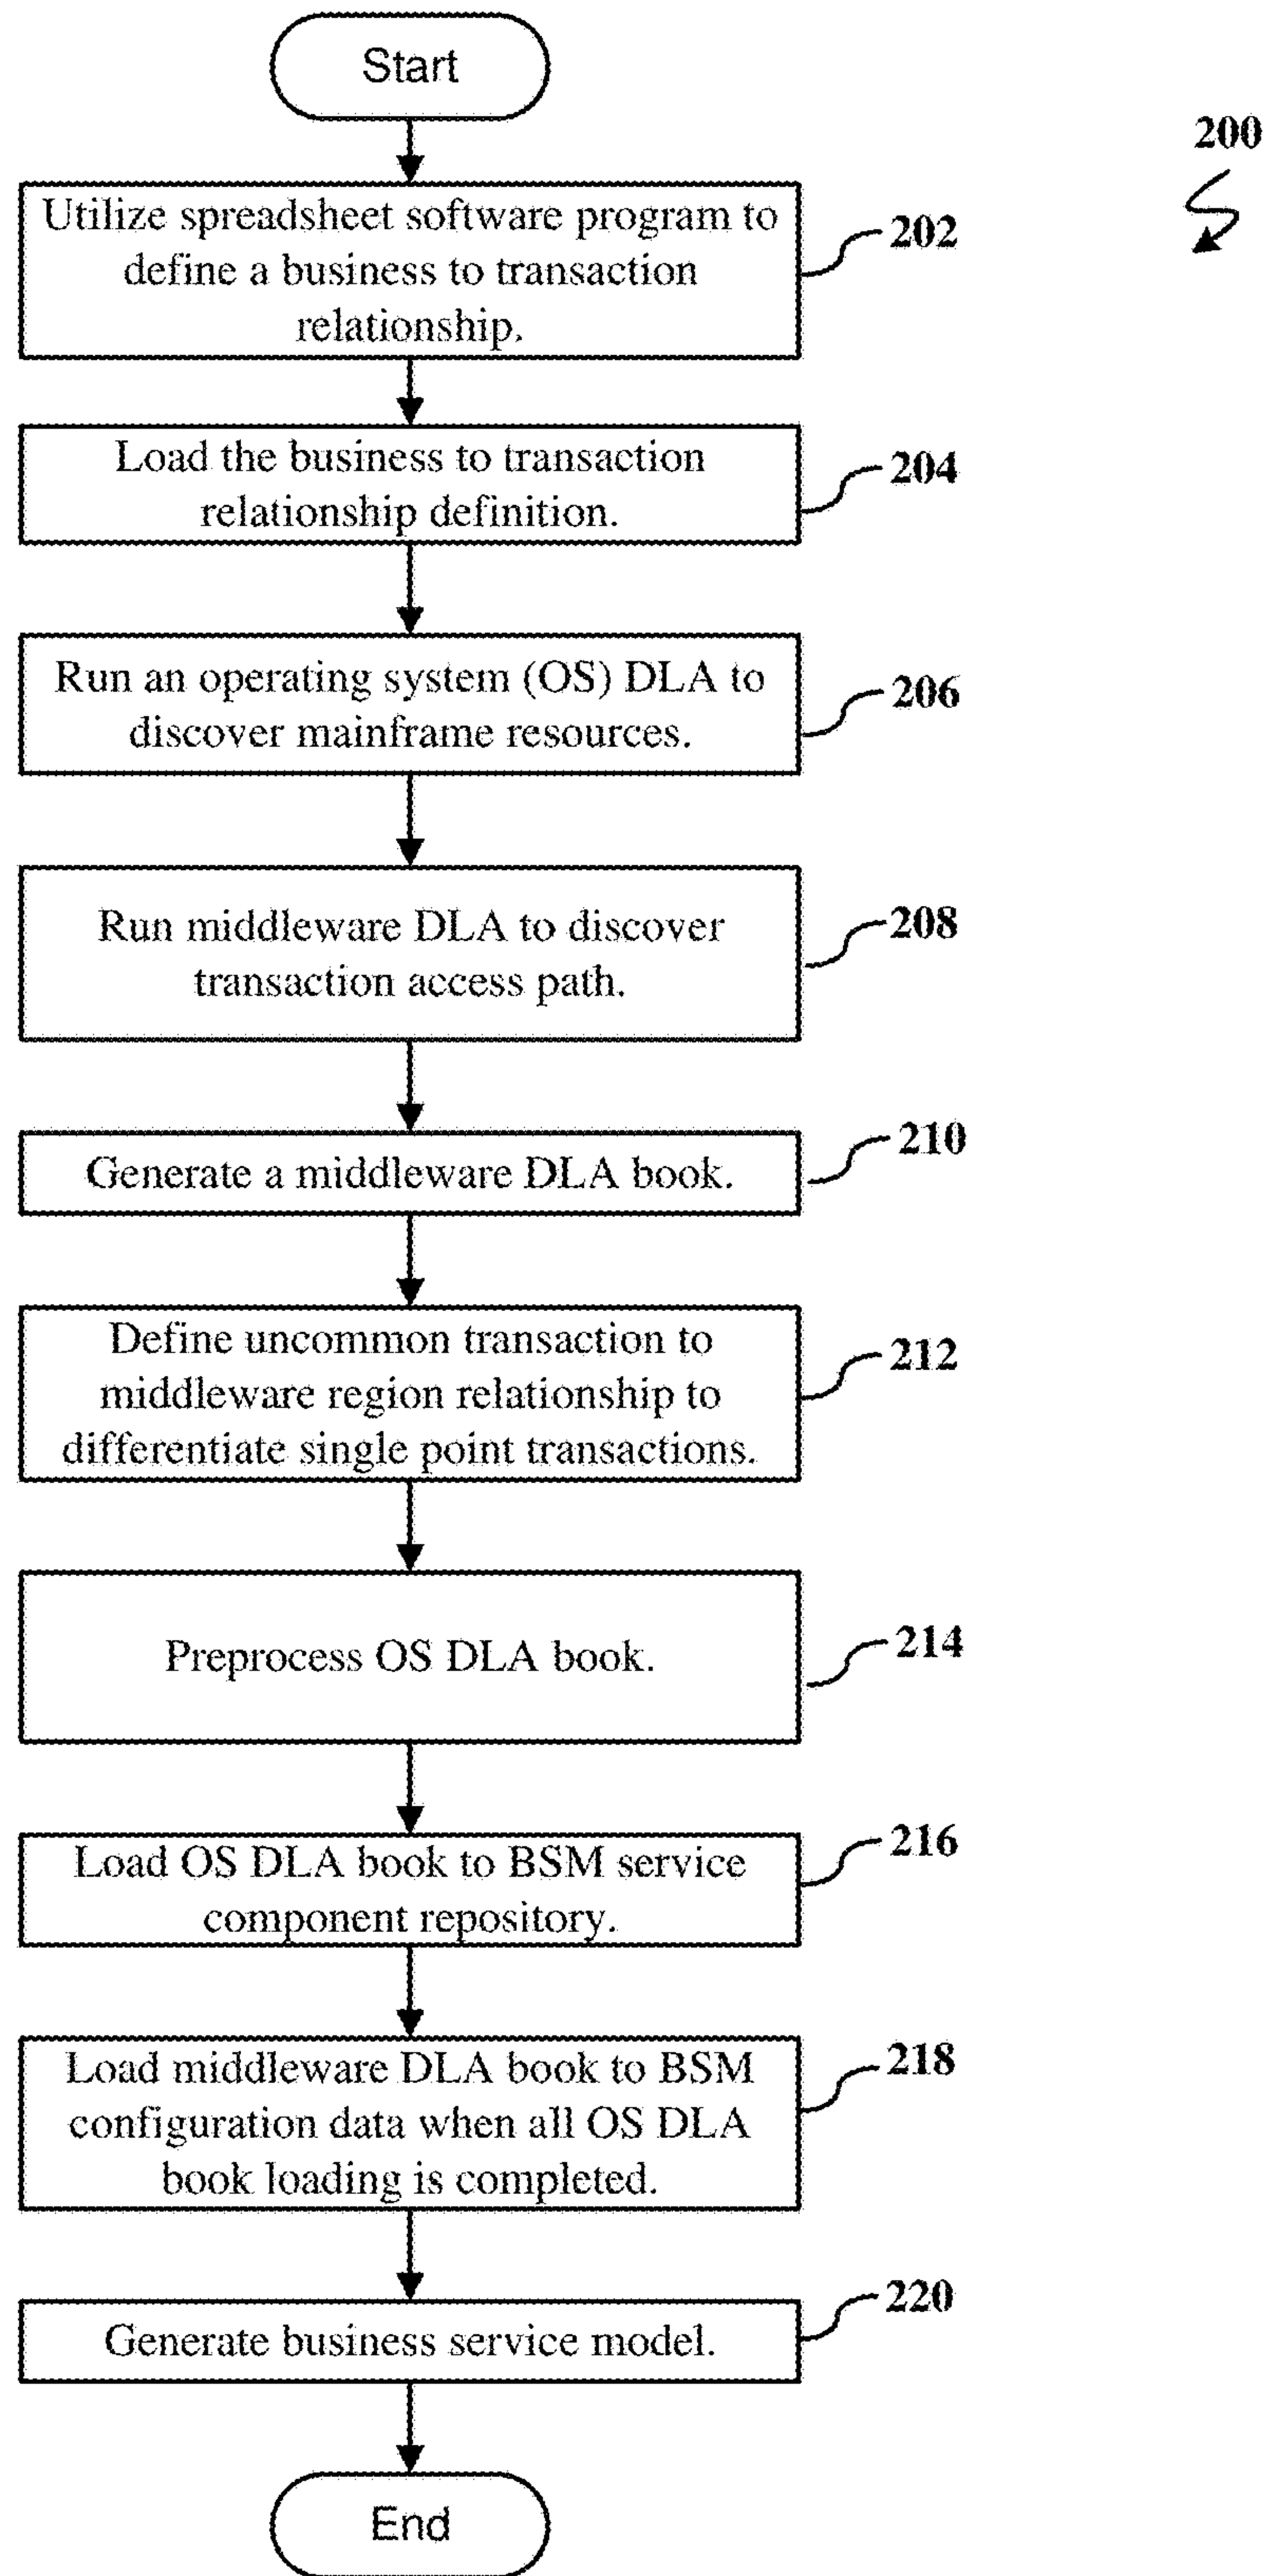 Start
200
Utilize spreadsheet software program to
define a business to transaction
relationship.
202
Load the business to transaction
relationship definition.
204
Run an operating system (OS) DLA to
discover mainframe resources.
206
Run middleware DLA to discover
transaction access path.
208
Generate a middleware DLA book.
210
Define uncommon transaction to
middleware region relationship to
differentiate single point transactions.
212
Preprocess OS DLA book.
214
Load OS DLA book to BSM service
component repository.
216
Load middleware DLA book to BSM
configuration data when all OS DLA
book loading is completed.
218
Generate business service model.
220
End